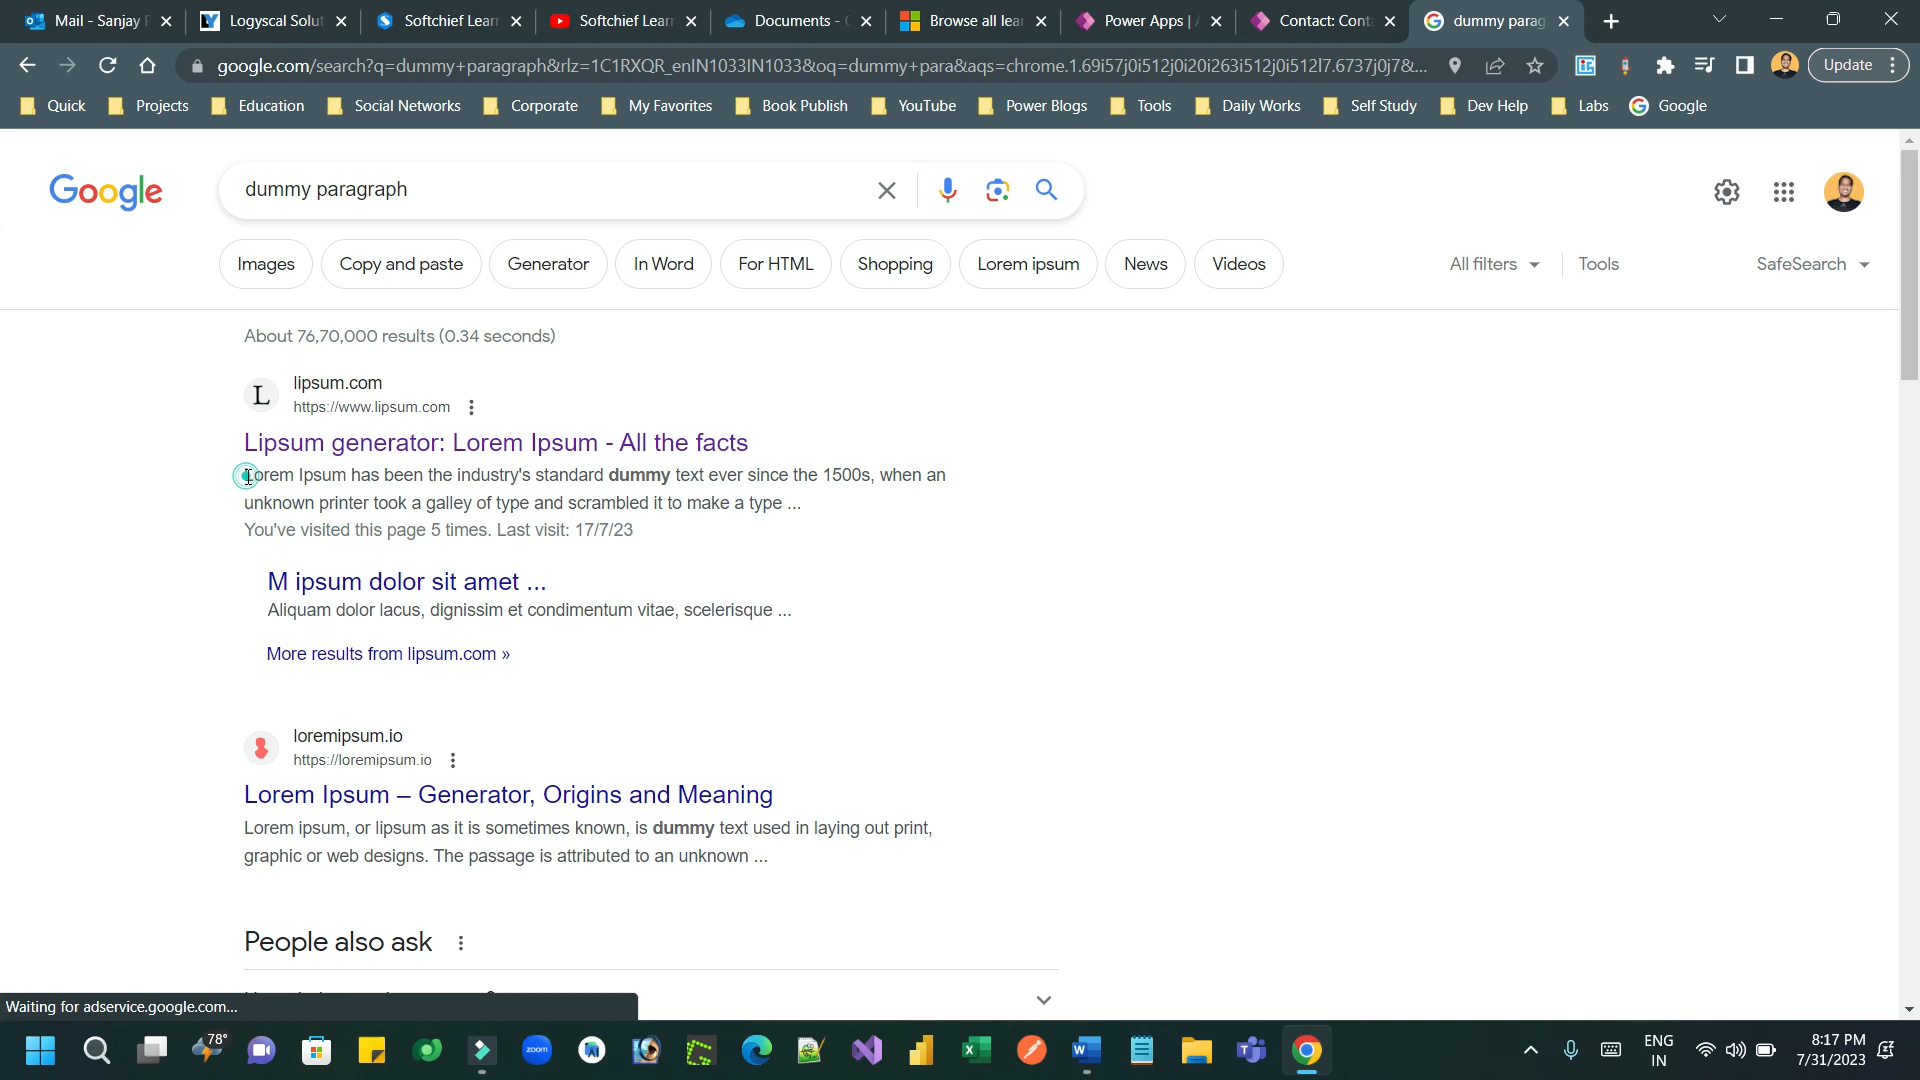 Mail - Sanjay
Logyscal Solut
Softchief Lear
Softchief Lear
Documents -
Browse all lea
Power Apps |
Contact: Cont
dummy parag
google.com/search?q=dummy+paragraph&rlz=1C1RXQR_enIN1033IN1033&oq=dummy+para&aqs=chrome.1.69i57j0i512j0i20i263i512j0i512l7.6737j0j7&...
Update
Quick
Projects
Education
Social Networks
Corporate
My Favorites
Book Publish
YouTube
Power Blogs
Tools
Daily Works
Self Study
Dev Help
Labs
Google
Google
dummy paragraph
Images
Copy and paste
Generator
In Word
For HTML
Shopping
Lorem ipsum
News
Videos
All filters
Tools
SafeSearch
About 76,70,000 results (0.34 seconds)
L
lipsum.com
https://www.lipsum.com
Lipsum generator: Lorem Ipsum - All the facts
Lorem Ipsum has been the industry's standard dummy text ever since the 1500s, when an
unknown printer took a galley of type and scrambled it to make a type ...
You've visited this page 5 times. Last visit: 17/7/23
M ipsum dolor sit amet ...
Aliquam dolor lacus, dignissim et condimentum vitae, scelerisque ...
More results from lipsum.com »
loremipsum.io
https://loremipsum.io
Lorem Ipsum – Generator, Origins and Meaning
Lorem ipsum, or lipsum as it is sometimes known, is dummy text used in laying out print,
graphic or web designs. The passage is attributed to an unknown ...
People also ask
Waiting for adservice.google.com...
78°
zoom
ENG
IN
8:17 PM
7/31/2023